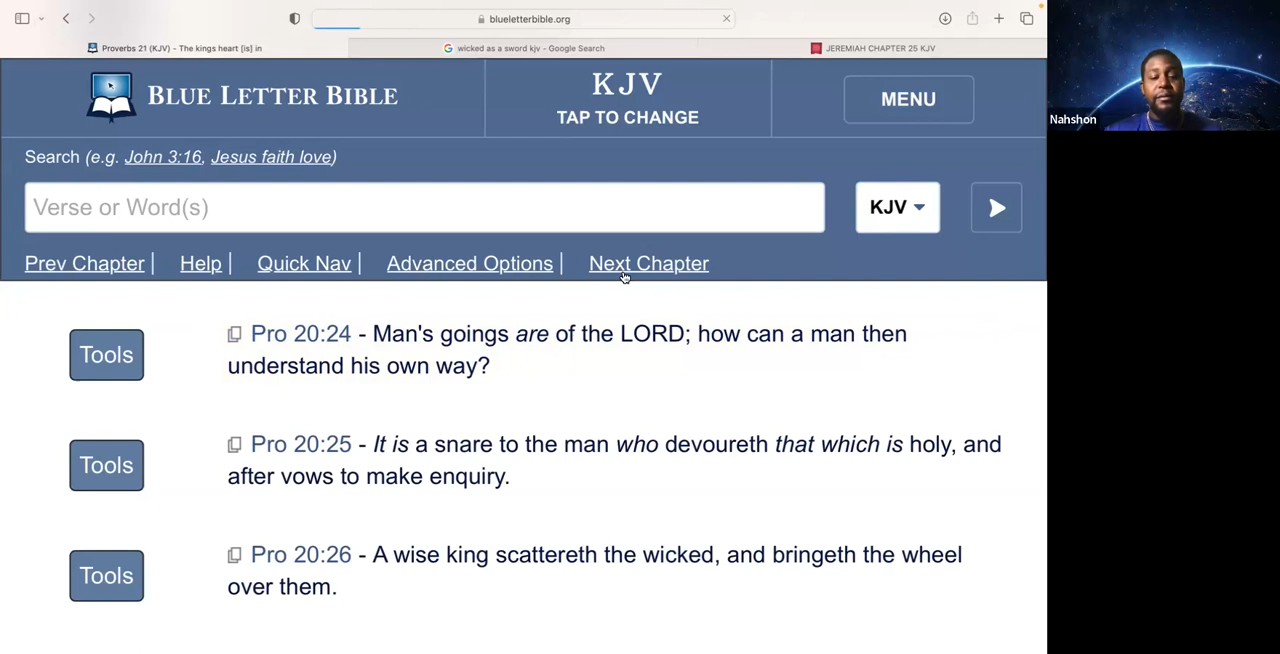 blueletterbible.org
Proverbs 21 (KJV) - The kings heart [is] in
wicked as a sword kjv - Google Search
JEREMIAH CHAPTER 25 KJV
BLUE LETTER BIBLE
KJV
TAP TO CHANGE
MENU
Nahshon
Search (e.g. John 3:16, Jesus faith love)
Verse or Word(s)
KJV
Prev Chapter | Help | Quick Nav | Advanced Options | Next Chapter
Tools
Pro 20:24 - Man's goings are of the LORD; how can a man then
understand his own way?
Tools
Pro 20:25 - It is a snare to the man who devoureth that which is holy, and
after vows to make enquiry.
Tools
Pro 20:26 - A wise king scattereth the wicked, and bringeth the wheel
over them.